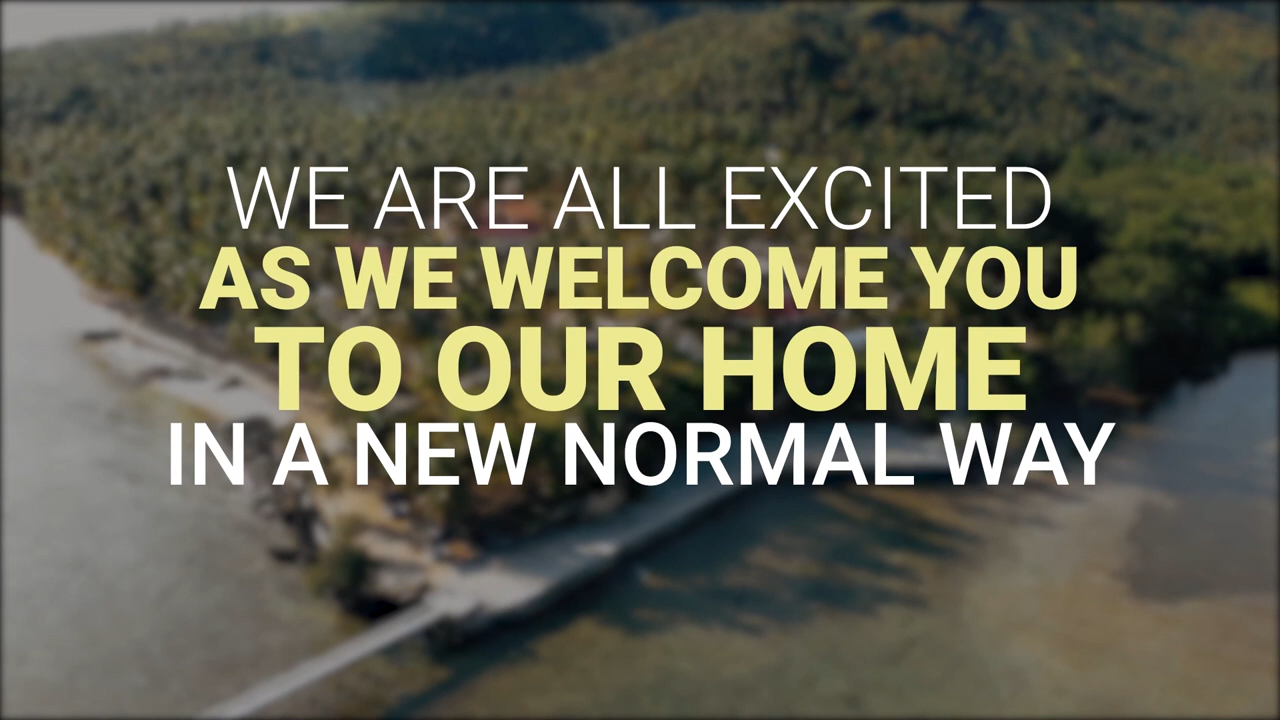 WE ARE ALL EXCITED
AS WE WELCOME YOU
TO OUR HOME
IN A NEW NORMAL WAY